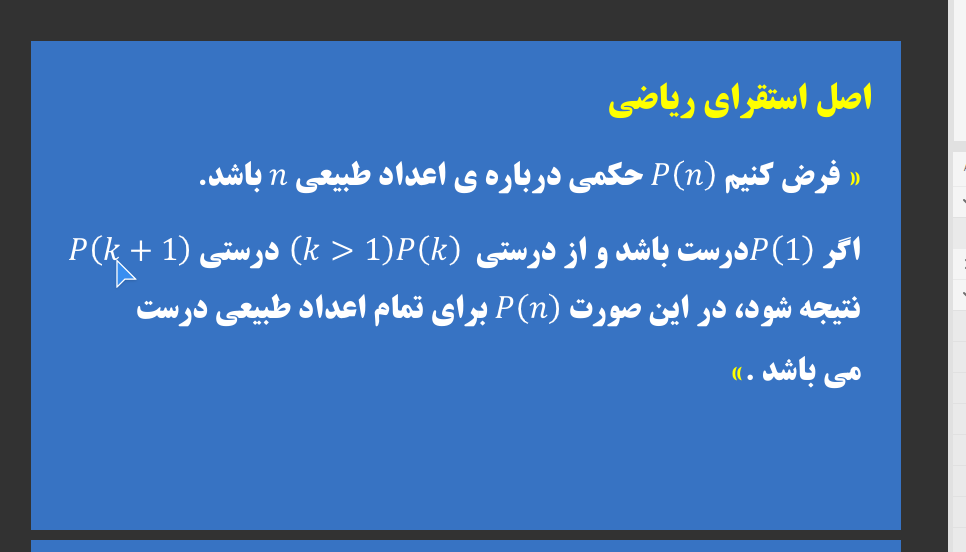 اصل استقرای ریاضی
« فرض کنیم P(n) حکمی درباره ی اعداد طبیعی n باشد.
اگر P(1)درست باشد و از درستی P(k)(k > 1) درستی P(k + 1)
نتیجه شود، در این صورت P(n) برای تمام اعداد طبیعی درست
می باشد .»